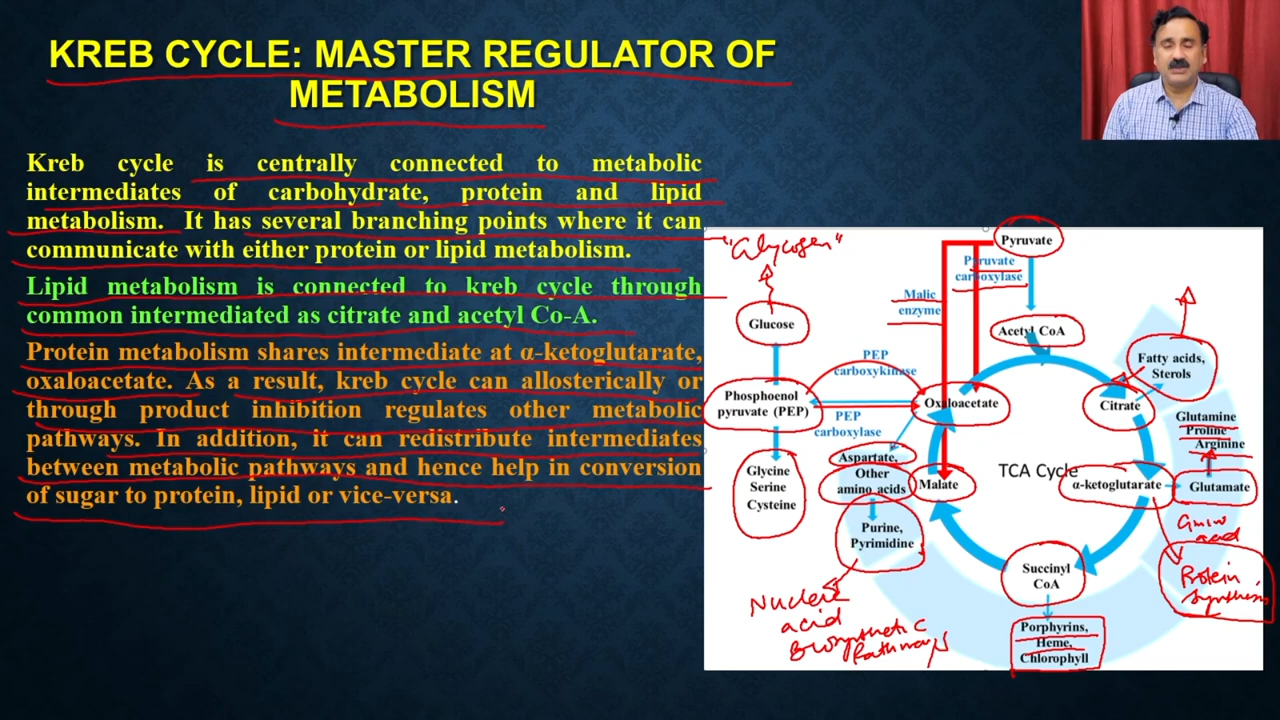 KREB CYCLE: MASTER REGULATOR OF
METABOLISM
Kreb cycle is centrally connected to metabolic
intermediates of carbohydrate, protein and lipid
metabolism. It has several branching points where it can
communicate with either protein or lipid metabolism.
Lipid metabolism is connected to kreb cycle through
common intermediated as citrate and acetyl Co-A.
Protein metabolism shares intermediate at α-ketoglutarate,
oxaloacetate. As a result, kreb cycle can allosterically or
through product inhibition regulates other metabolic
pathways. In addition, it can redistribute intermediates
between metabolic pathways and hence help in conversion
of sugar to protein, lipid or vice-versa.
"Glycogen"
Glucose
Phosphoenol
pyruvate (PEP)
Glycine
Serine
Cysteine
Pyruvate
Pyruvate
carboxylase
Malic
enzyme
Acetyl CoA
PEP
carboxykinase
PEP
carboxylase
Oxaloacetate
Aspartate,
Other
amino acids
Malate
Purine,
Pyrimidine
Nucleic
acid
Biosynthetic
Pathways
TCA Cycle
Fatty acids,
Sterols
Citrate
Glutamine
Proline
Arginine
α-ketoglutarate
Glutamate
amino
acid
Protein
Synthesis
Succinyl
CoA
Porphyrins,
Heme,
Chlorophyll